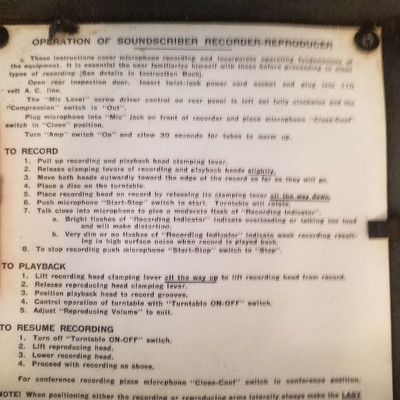 OPERATION OF SOUNDSCRIBER RECORDER-REPRODUCER
These instructions cover microphone recording and incorporate operating fundamentals of
the equipment. It is essential the user familiarize himself with these before proceeding to other
types of recording (See details in Instruction Book).
Open rear inspection door. Insert twist-lock power cord socket and plug into 110
volt A. C. line.
The "Mic Level" screw driver control on rear panel is left set fully clockwise and the
"Compression" switch is "Out".
Plug microphone into "Mic" jack on front of recorder and place microphone "Close-Conf"
switch in "Close" position.
Turn "Amp" switch "On" and allow 30 seconds for tubes to warm up.
TO RECORD
1. Pull up recording and playback head clamping lever.
2. Release clamping levers of recording and playback heads slightly.
3. Move both heads outwardly toward the edge of the record as far as they will go.
4. Place a disc on the turntable.
5. Place recording head on record by releasing its clamping lever all the way down.
6. Push microphone "Start-Stop" switch to start. Turntable will rotate.
7. Talk close into microphone to give a moderate flash of "Recording Indicator".
a. Bright flashes of "Recording Indicator" indicate overloading or talking too loud
and will make distortion.
b. Very dim or no flashes of "Recording Indicator" indicate weak recording result-
ing in high surface noise when record is played back.
8. To stop recording push microphone "Start-Stop" switch to "Stop".
TO PLAYBACK
1. Lift recording head clamping lever all the way up to lift recording head from record.
2. Release reproducing head clamping lever.
3. Position playback head to record grooves.
4. Control operation of turntable with "Turntable ON-OFF" switch.
5. Adjust "Reproducing Volume" to suit.
TO RESUME RECORDING
1. Turn off "Turntable ON-OFF" switch.
2. Lift reproducing head.
3. Lower recording head.
4. Proceed with recording as above.
For conference recording place microphone "Close-Conf" switch in conference position.
NOTE! When positioning either the recording or reproducing arms laterally always make the LAST